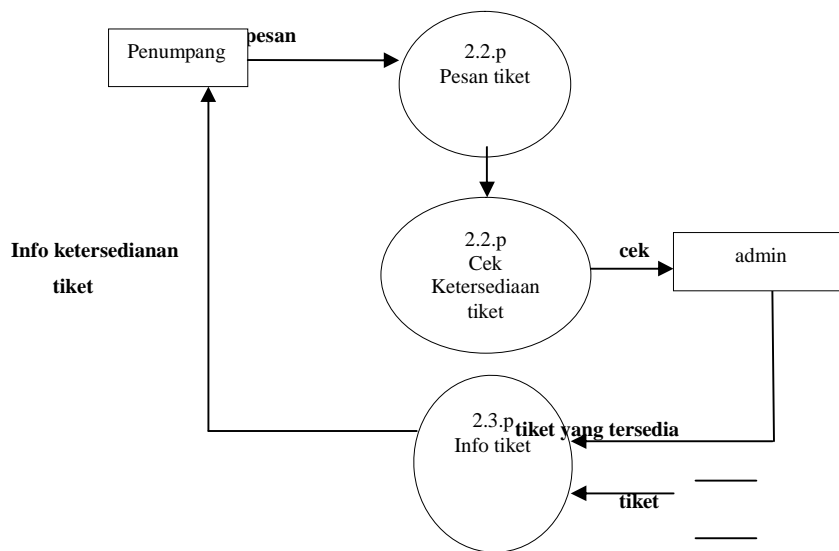 Penumpang
pesan
2.2.p
Pesan tiket
2.2.p
Cek
Ketersediaan
tiket
cek
admin
Info ketersedianan
tiket
2.3.p
Info tiket
tiket yang tersedia
tiket